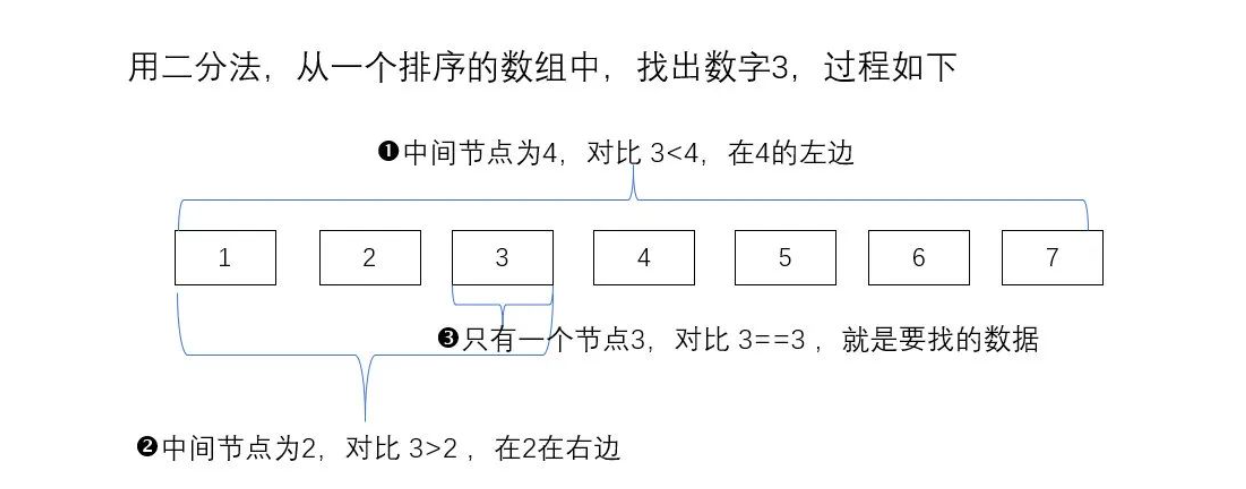 用二分法，从一个排序的数组中，找出数字3，过程如下
❶中间节点为4，对比 3<4，在4的左边
1 2 3 4 5 6 7
❸只有一个节点3，对比 3==3 ，就是要找的数据
❷中间节点为2，对比 3>2 ，在2在右边